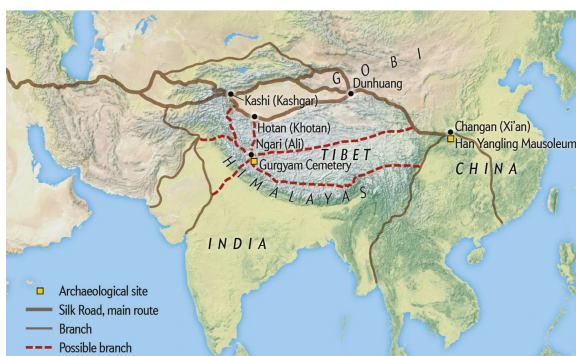 GOBI
Dunhuang
Kashi (Kashgar)
Hotan (Khotan)
Changan (Xi'an)
Han Yangling Mausoleum
Ngari (Ali)
TIBET
Gurgyam Cemetery
CHINA
HIMALAYAS
INDIA
Archaeological site
Silk Road, main route
Branch
Possible branch